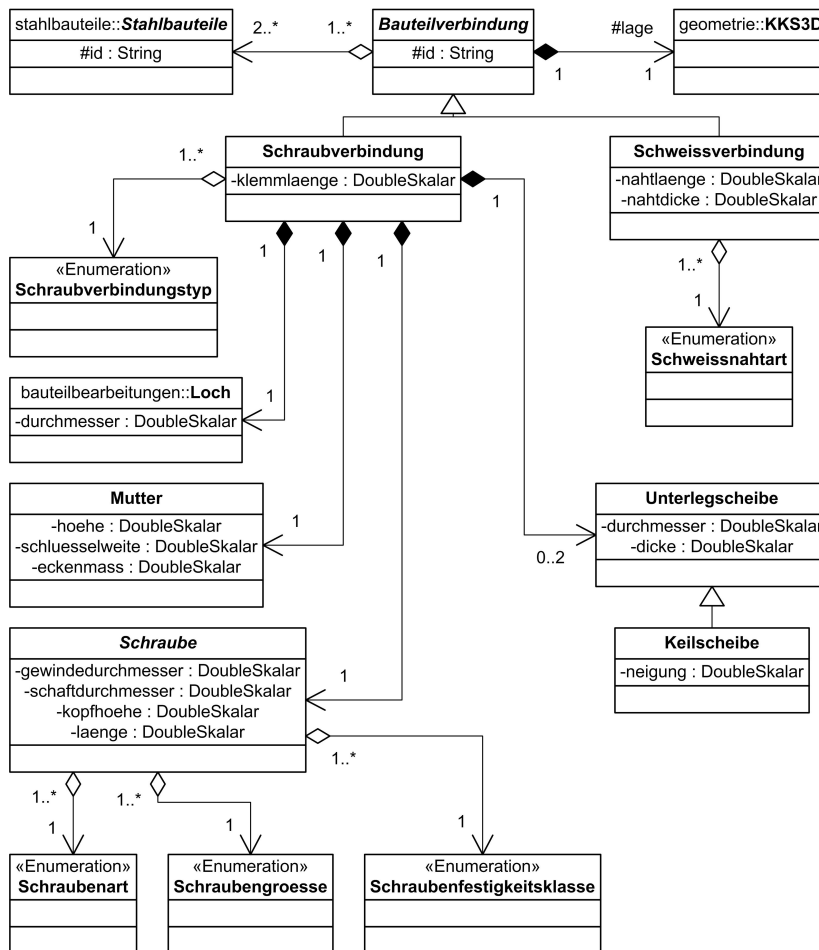 stahlbauteile::Stahlbauteile
#id : String
2..*
1..*
Bauteilverbindung
#id : String
#lage
1
1
geometrie::KKS3D
Schraubverbindung
-klemmlaenge : DoubleSkalar
1..*
1
1
1
1
1
Schweissverbindung
-nahtlaenge : DoubleSkalar
-nahtdicke : DoubleSkalar
1..*
1
«Enumeration»
Schraubverbindungstyp
«Enumeration»
Schweissnahtart
bauteilbearbeitungen::Loch
-durchmesser : DoubleSkalar
1
Mutter
-hoehe : DoubleSkalar
-schluesselweite : DoubleSkalar
-eckenmass : DoubleSkalar
1
Unterlegscheibe
-durchmesser : DoubleSkalar
-dicke : DoubleSkalar
0..2
Schraube
-gewindedurchmesser : DoubleSkalar
-schaftdurchmesser : DoubleSkalar
-kopfhoehe : DoubleSkalar
-laenge : DoubleSkalar
1
1..*
Keilscheibe
-neigung : DoubleSkalar
1..*
1..*
1
1
1
«Enumeration»
Schraubenart
«Enumeration»
Schraubengroesse
«Enumeration»
Schraubenfestigkeitsklasse